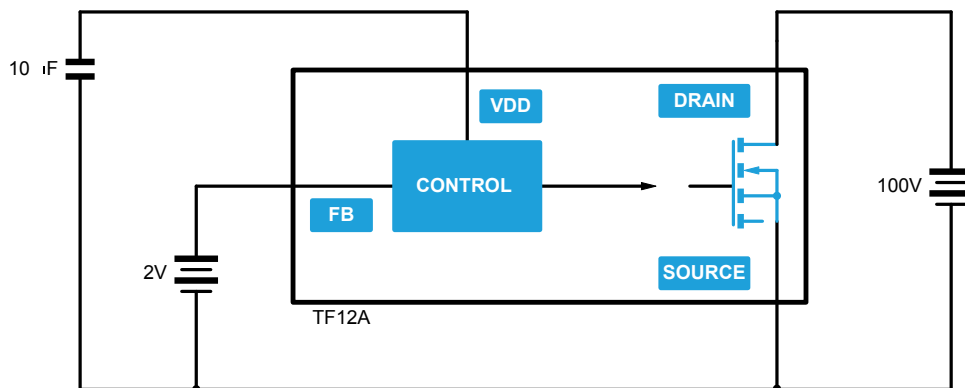 10 ıF
VDD
DRAIN
CONTROL
100V
FB
2V
SOURCE
TF12A